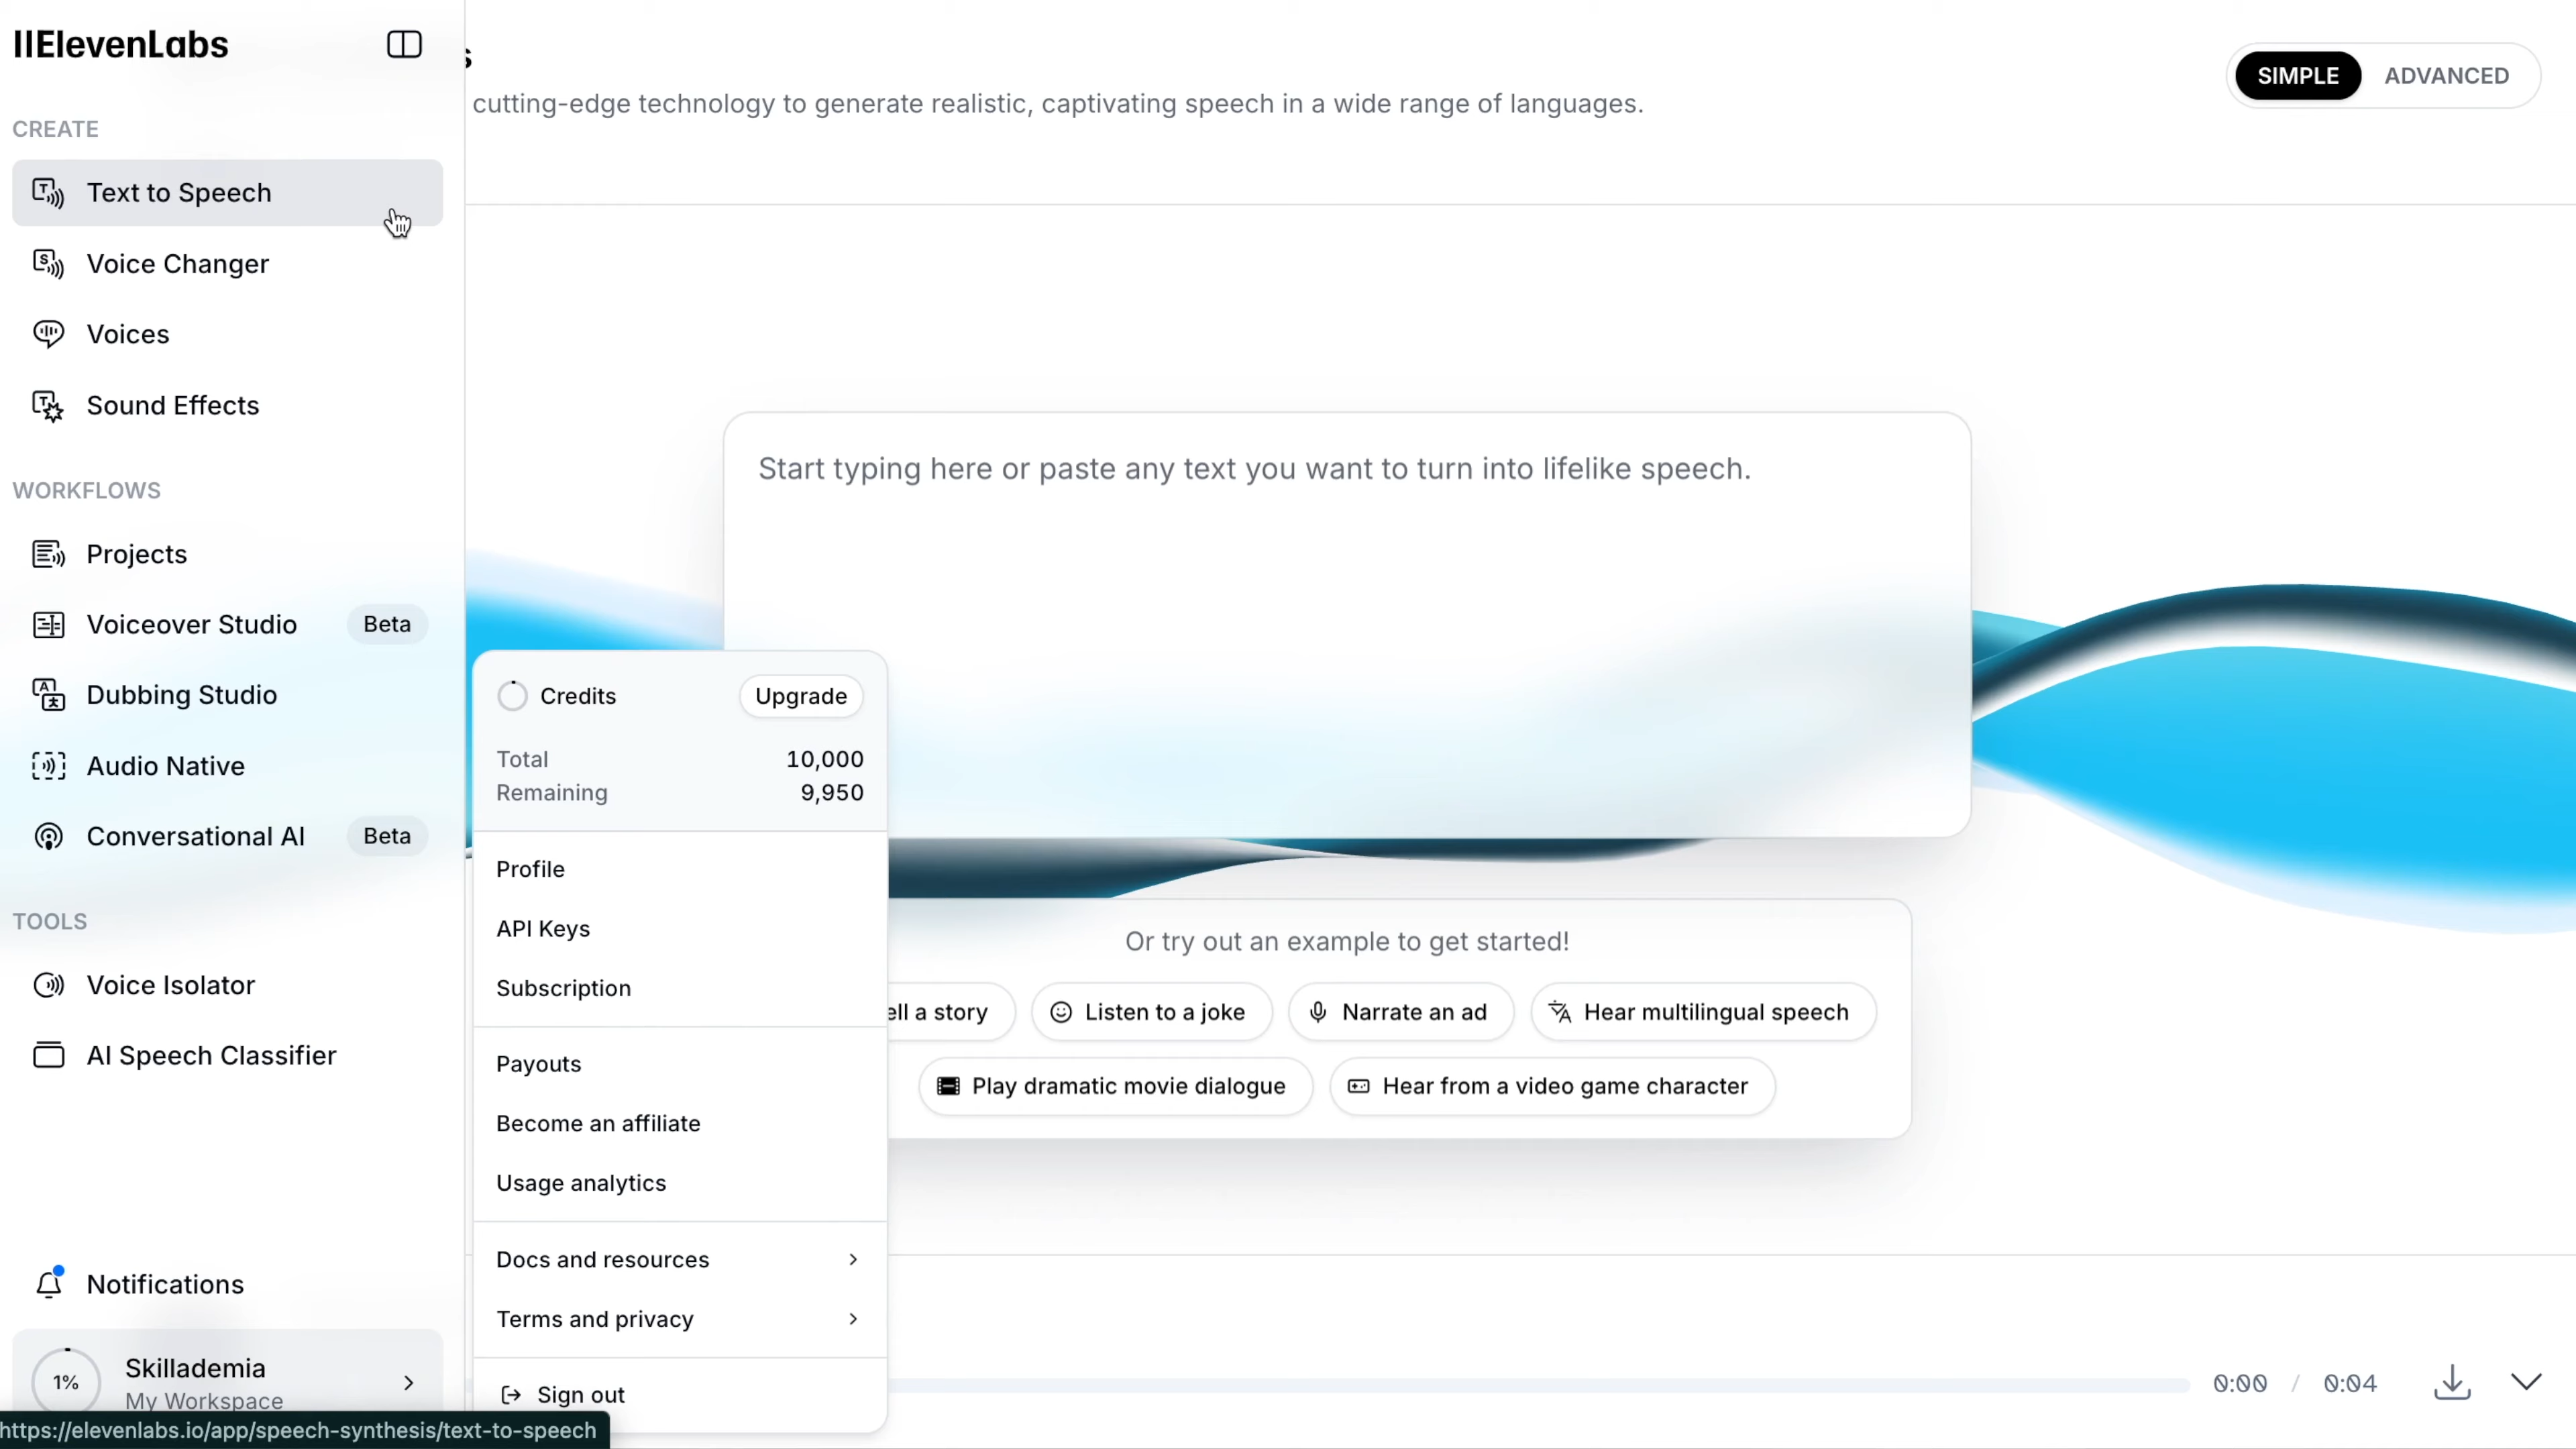 IIElevenLabs
CREATE
Text to Speech
Voice Changer
Voices
Sound Effects
WORKFLOWS
Projects
Voiceover Studio Beta
Dubbing Studio
Audio Native
Conversational AI Beta
TOOLS
Voice Isolator
AI Speech Classifier
Notifications
1% Skillademia
My Workspace
https://elevenlabs.io/app/speech-synthesis/text-to-speech
s
cutting-edge technology to generate realistic, captivating speech in a wide range of languages.
SIMPLE ADVANCED
Start typing here or paste any text you want to turn into lifelike speech.
Credits Upgrade
Total 10,000
Remaining 9,950
Profile
API Keys
Subscription
Payouts
Become an affiliate
Usage analytics
Docs and resources
Terms and privacy
Sign out
Or try out an example to get started!
ell a story Listen to a joke Narrate an ad Hear multilingual speech
Play dramatic movie dialogue Hear from a video game character
0:00 / 0:04